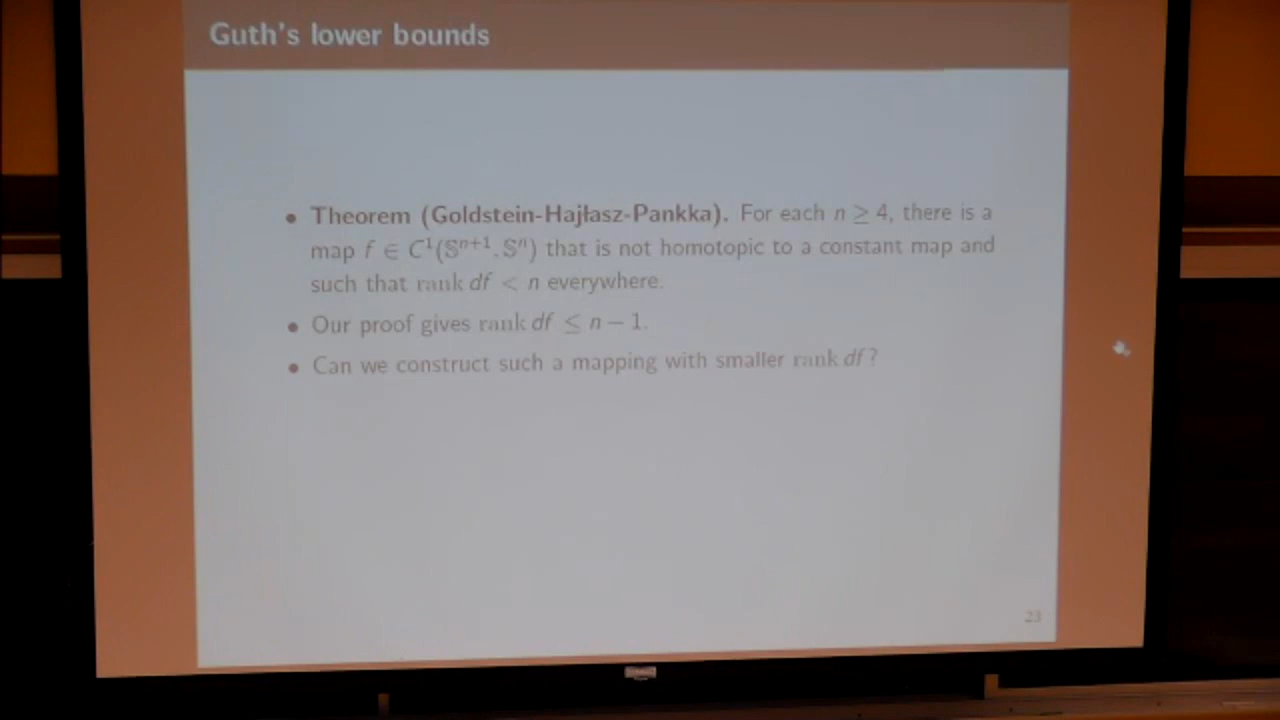 Guth's lower bounds
• Theorem (Goldstein-Hajłasz-Pankka). For each n ≥ 4, there is a
map f ∈ C¹(𝕊ⁿ⁺¹, 𝕊ⁿ) that is not homotopic to a constant map and
such that rank df < n everywhere.
• Our proof gives rank df ≤ n − 1.
• Can we construct such a mapping with smaller rank df?
23